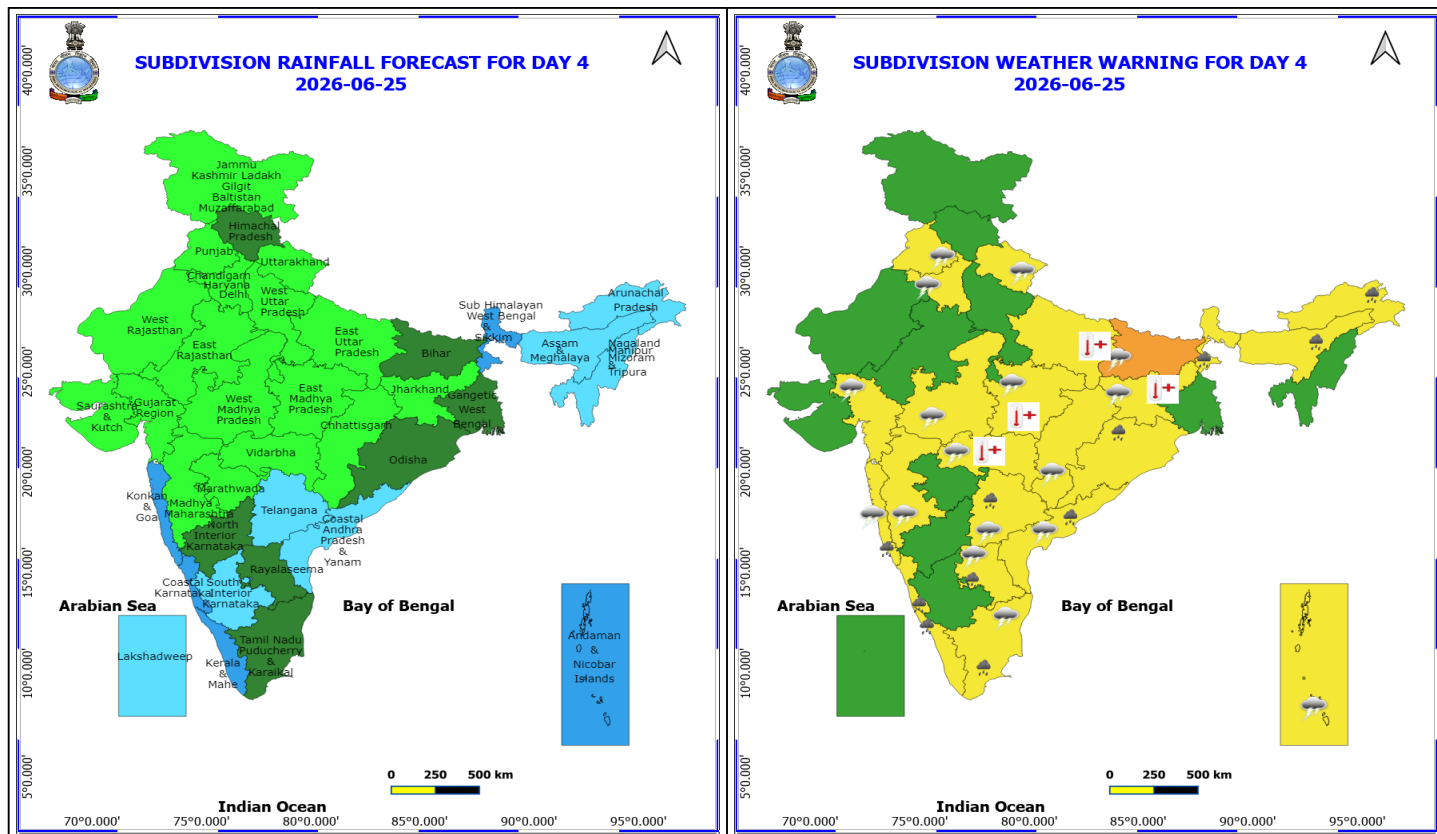 SUBDIVISION RAINFALL FORECAST FOR DAY 4
2026-06-25
40°0.000'
35°0.000'
30°0.000'
25°0.000'
20°0.000'
15°0.000'
10°0.000'
5°0.000'
Jammu
Kashmir Ladakh
Gilgit
Baltistan
Muzaffarabad
Himachal
Pradesh
Punjab
Uttarakhand
Chandigarh
Haryana
Delhi
West
Uttar
Pradesh
West
Rajasthan
East
Rajasthan
East
Uttar
Pradesh
Bihar
Sub Himalayan
West Bengal
&
Sikkim
Arunachal
Pradesh
Assam
&
Meghalaya
Nagaland
Manipur
Mizoram
&
Tripura
Jharkhand
Gangetic
West
Bengal
Saurashtra
&
Kutch
Gujarat
Region
West
Madhya
Pradesh
East
Madhya
Pradesh
Chhattisgarh
Odisha
Vidarbha
Marathwada
Madhya
Maharashtra
Konkan
&
Goa
North
Interior
Karnataka
Telangana
Coastal
Andhra
Pradesh
&
Yanam
Rayalaseema
Coastal
Karnataka
South
Interior
Karnataka
Tamil Nadu
Puducherry
&
Karaikal
Kerala
&
Mahe
Arabian Sea
Bay of Bengal
Lakshadweep
Andaman
&
Nicobar
Islands
0 250 500 km
Indian Ocean
70°0.000' 75°0.000' 80°0.000' 85°0.000' 90°0.000' 95°0.000'
SUBDIVISION WEATHER WARNING FOR DAY 4
2026-06-25
40°0.000'
35°0.000'
30°0.000'
25°0.000'
20°0.000'
15°0.000'
10°0.000'
5°0.000'
Arabian Sea
Bay of Bengal
0 250 500 km
Indian Ocean
70°0.000' 75°0.000' 80°0.000' 85°0.000' 90°0.000' 95°0.000'